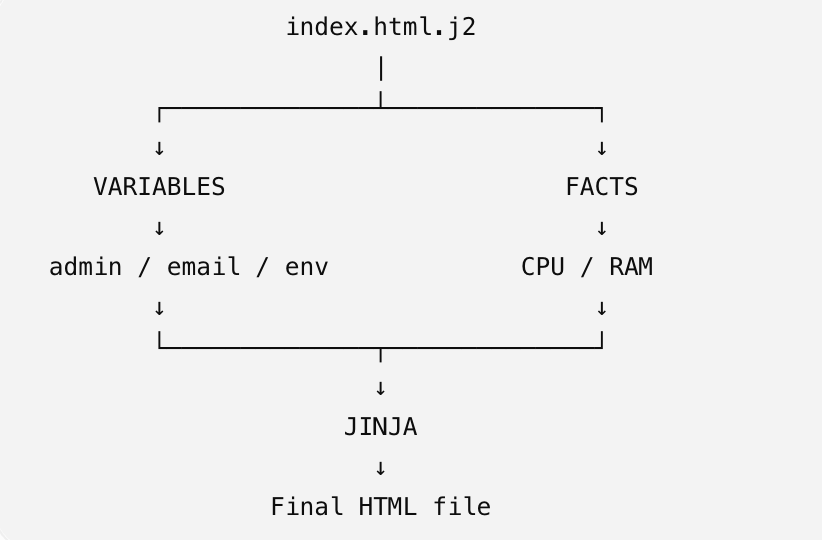 index.html.j2
|
↓ ↓
VARIABLES FACTS
↓ ↓
admin / email / env CPU / RAM
↓ ↓
↓
JINJA
↓
Final HTML file